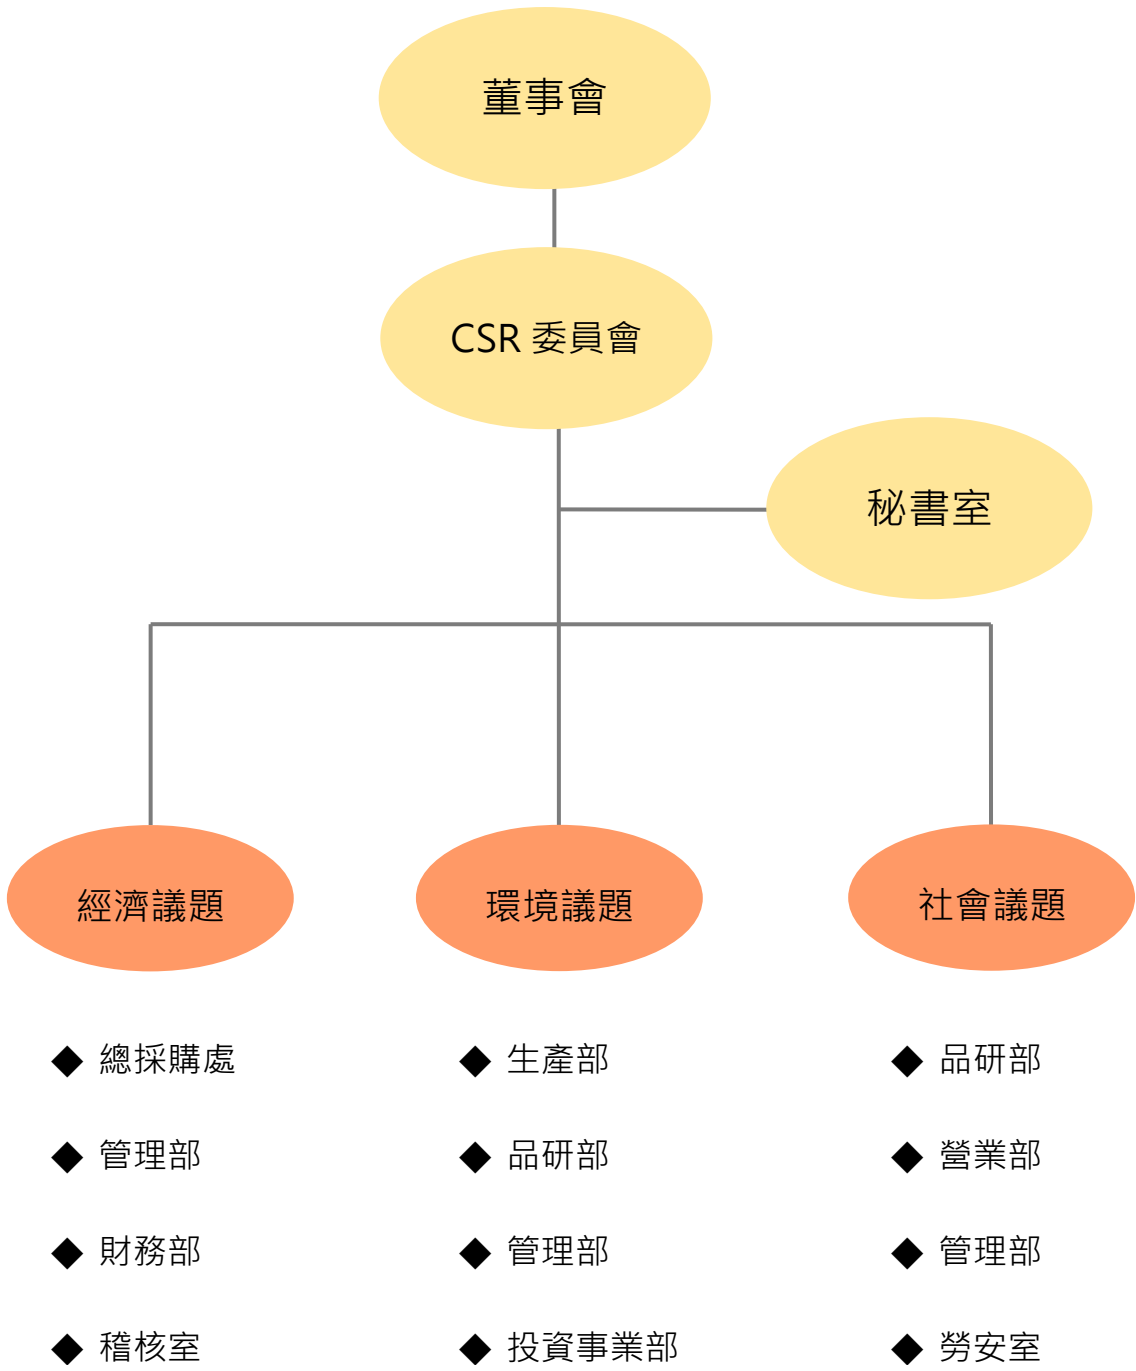 董事會
CSR 委員會
秘書室
經濟議題
環境議題
社會議題
◆ 總採購處
◆ 管理部
◆ 財務部
◆ 稽核室
◆ 生產部
◆ 品研部
◆ 管理部
◆ 投資事業部
◆ 品研部
◆ 營業部
◆ 管理部
◆ 勞安室